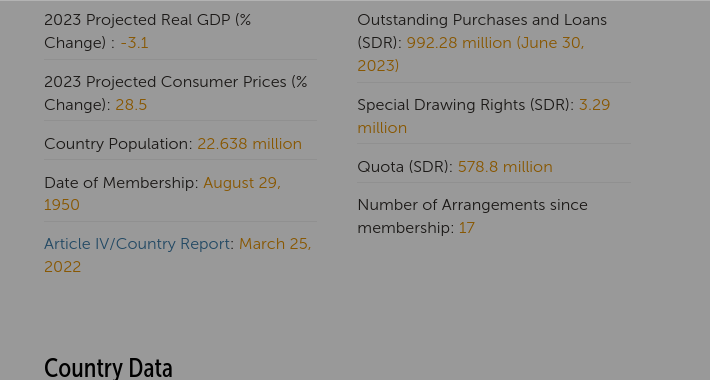 2023 Projected Real GDP (%
Change) : -3.1
2023 Projected Consumer Prices (%
Change): 28.5
Country Population: 22.638 million
Date of Membership: August 29,
1950
Article IV/Country Report: March 25,
2022
Outstanding Purchases and Loans
(SDR): 992.28 million (June 30,
2023)
Special Drawing Rights (SDR): 3.29
million
Quota (SDR): 578.8 million
Number of Arrangements since
membership: 17
Country Data